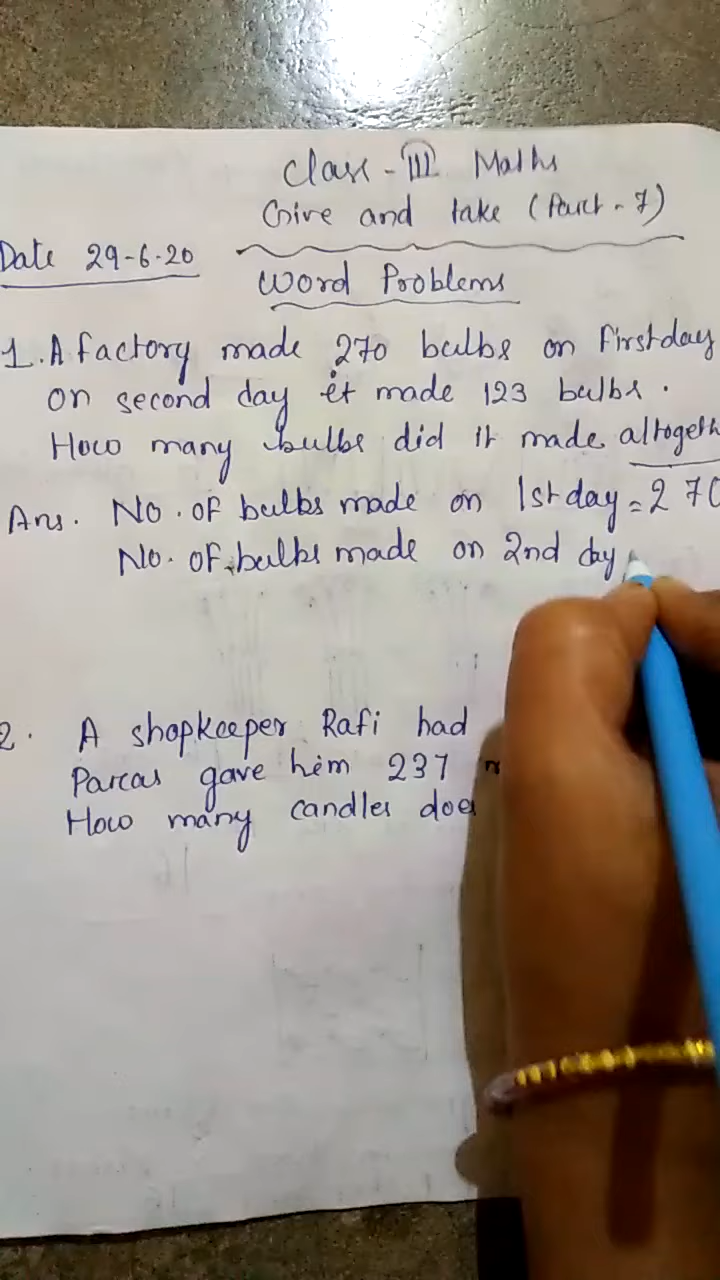 Class - III Maths
Give and take (Part - 7)
Date 29-6-20
Word Problems
1. A factory made 270 bulbs on first day
on second day it made 123 bulbs.
How many bulbs did it made altogeth
Ans. No. of bulbs made on 1st day = 270
No. of bulbs made on 2nd day
2. A shopkeeper Rafi had
Paras gave him 237
How many candles does